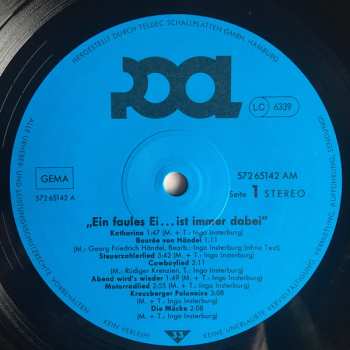 HERGESTELLT DURCH TELDEC SCHALLPLATTEN GMBH, HAMBURG
POOL
LC 6339
GEMA
572 65142 A
572 65142 AM
Seite 1 STEREO
„Ein faules Ei...ist immer dabei"
Katharina 1:47 (M. + T.: Ingo Insterburg)
Bourée von Händel 1:11
(M.: Georg Friedrich Händel, Bearb.: Ingo Insterburg (ohne Text)
Steuerzahlerlied 5:42 (M. + T.: Ingo Insterburg)
Cowboylied 2:11
(M.: Rüdiger Krenzien, T.: Ingo Insterburg)
Abend wird's wieder 1:49 (M. + T.: Ingo Insterburg)
Motorradlied 2:55 (M. + T.: Ingo Insterburg)
Kreuzberger Polonaise 3:08
(M. + T.: Ingo Insterburg)
Die Mücke 2:08
(M. + T.: Ingo Insterburg)
33
KEIN VERLEIH!